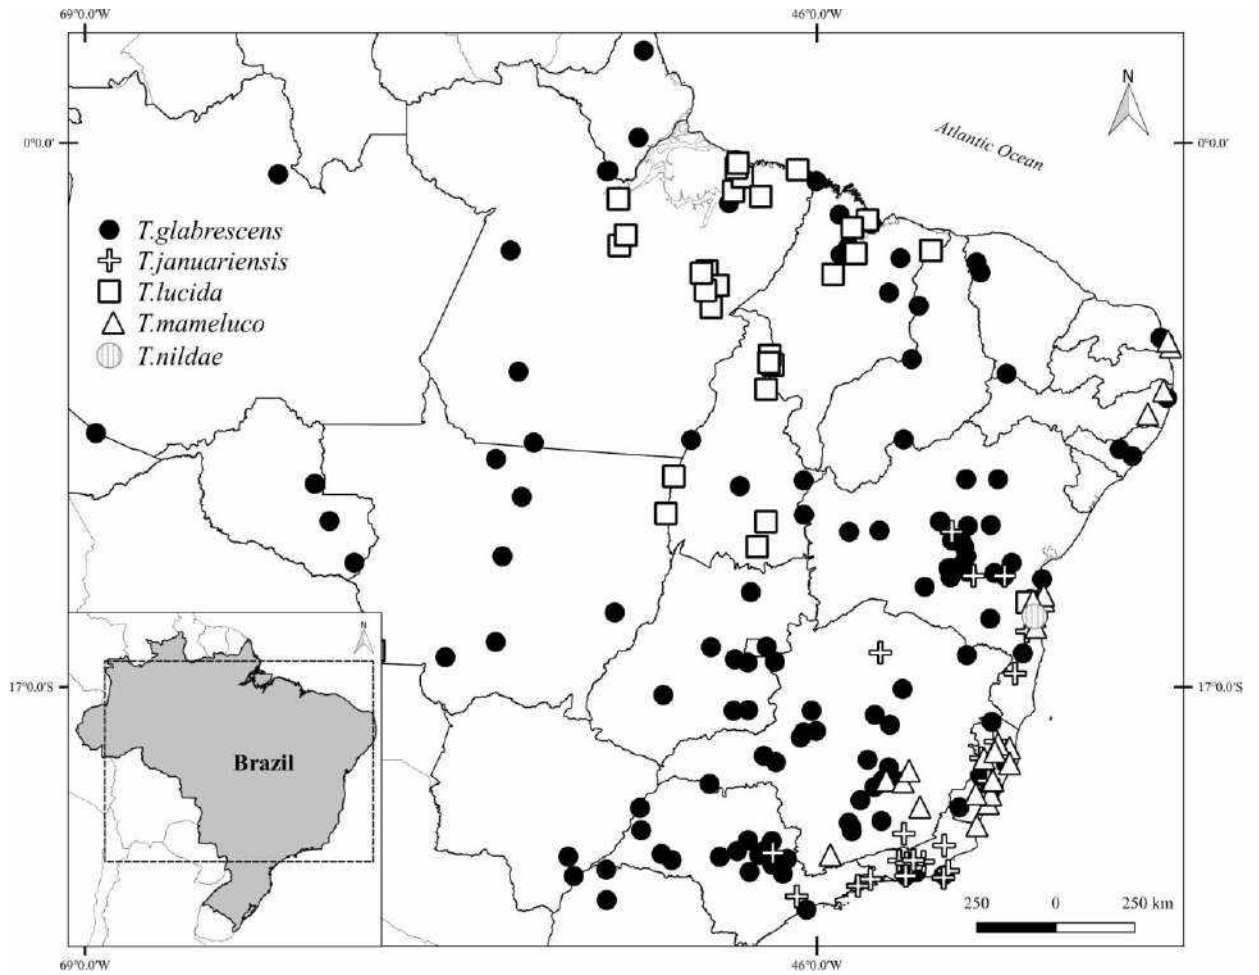 69°0.0'W
46°0.0'W
N
Atlantic Ocean
0°0.0'
0°0.0'
T.glabrescens
T.januariensis
T.lucida
T.mameluco
T.nildae
N
17°0.0'S
17°0.0'S
Brazil
250
0
250 km
69°0.0'W
46°0.0'W